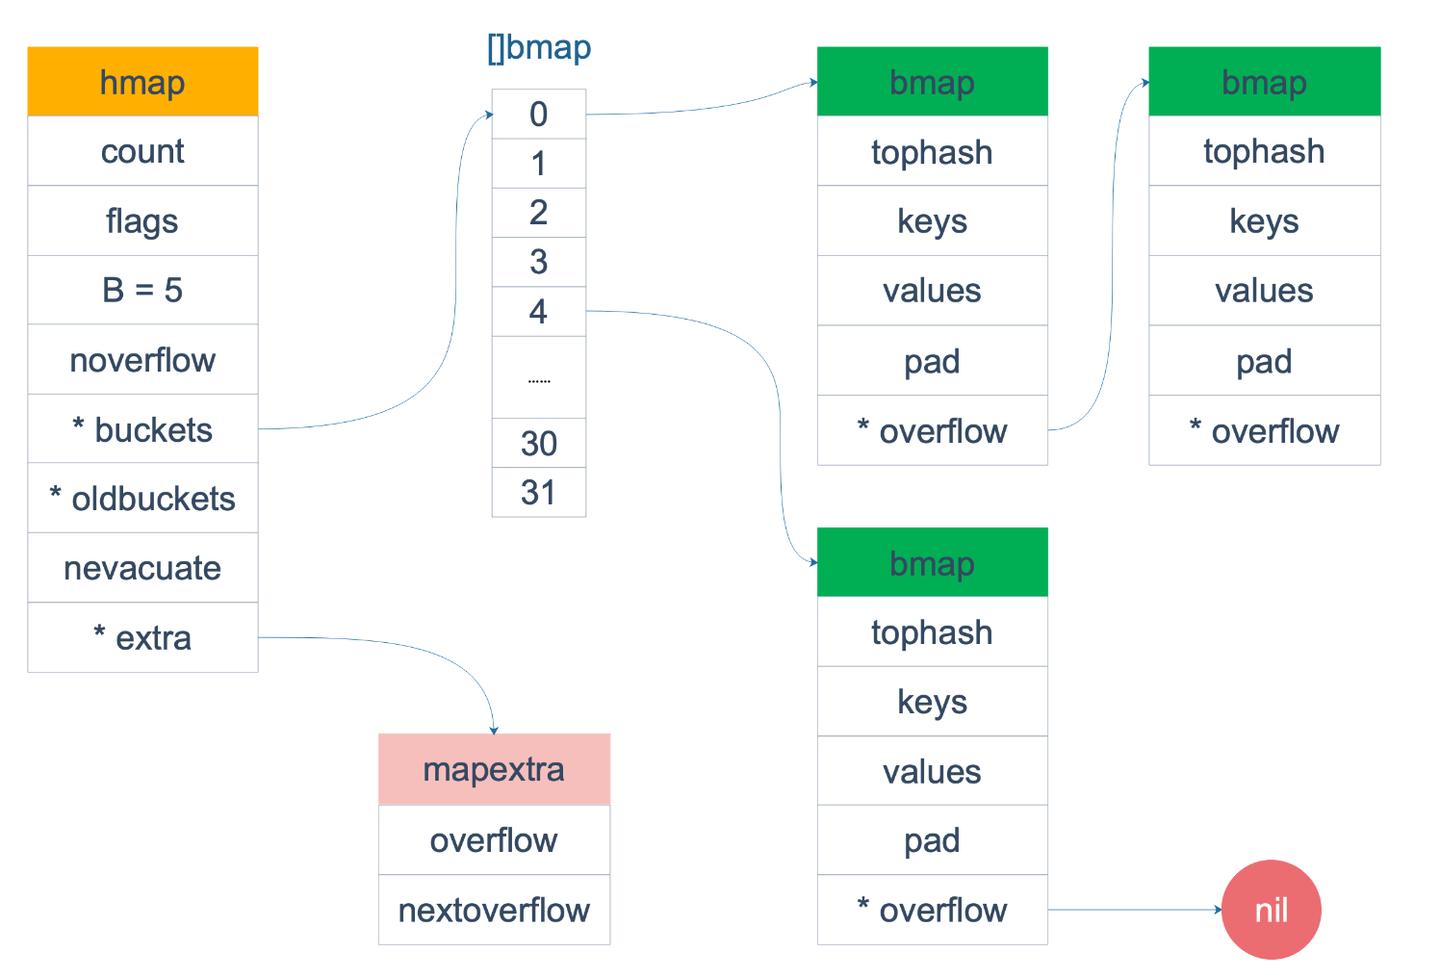 hmap
count
flags
B = 5
noverflow
* buckets
* oldbuckets
nevacuate
* extra
[]bmap
0
1
2
3
4
......
30
31
mapextra
overflow
nextoverflow
bmap
tophash
keys
values
pad
* overflow
bmap
tophash
keys
values
pad
* overflow
bmap
tophash
keys
values
pad
* overflow
nil